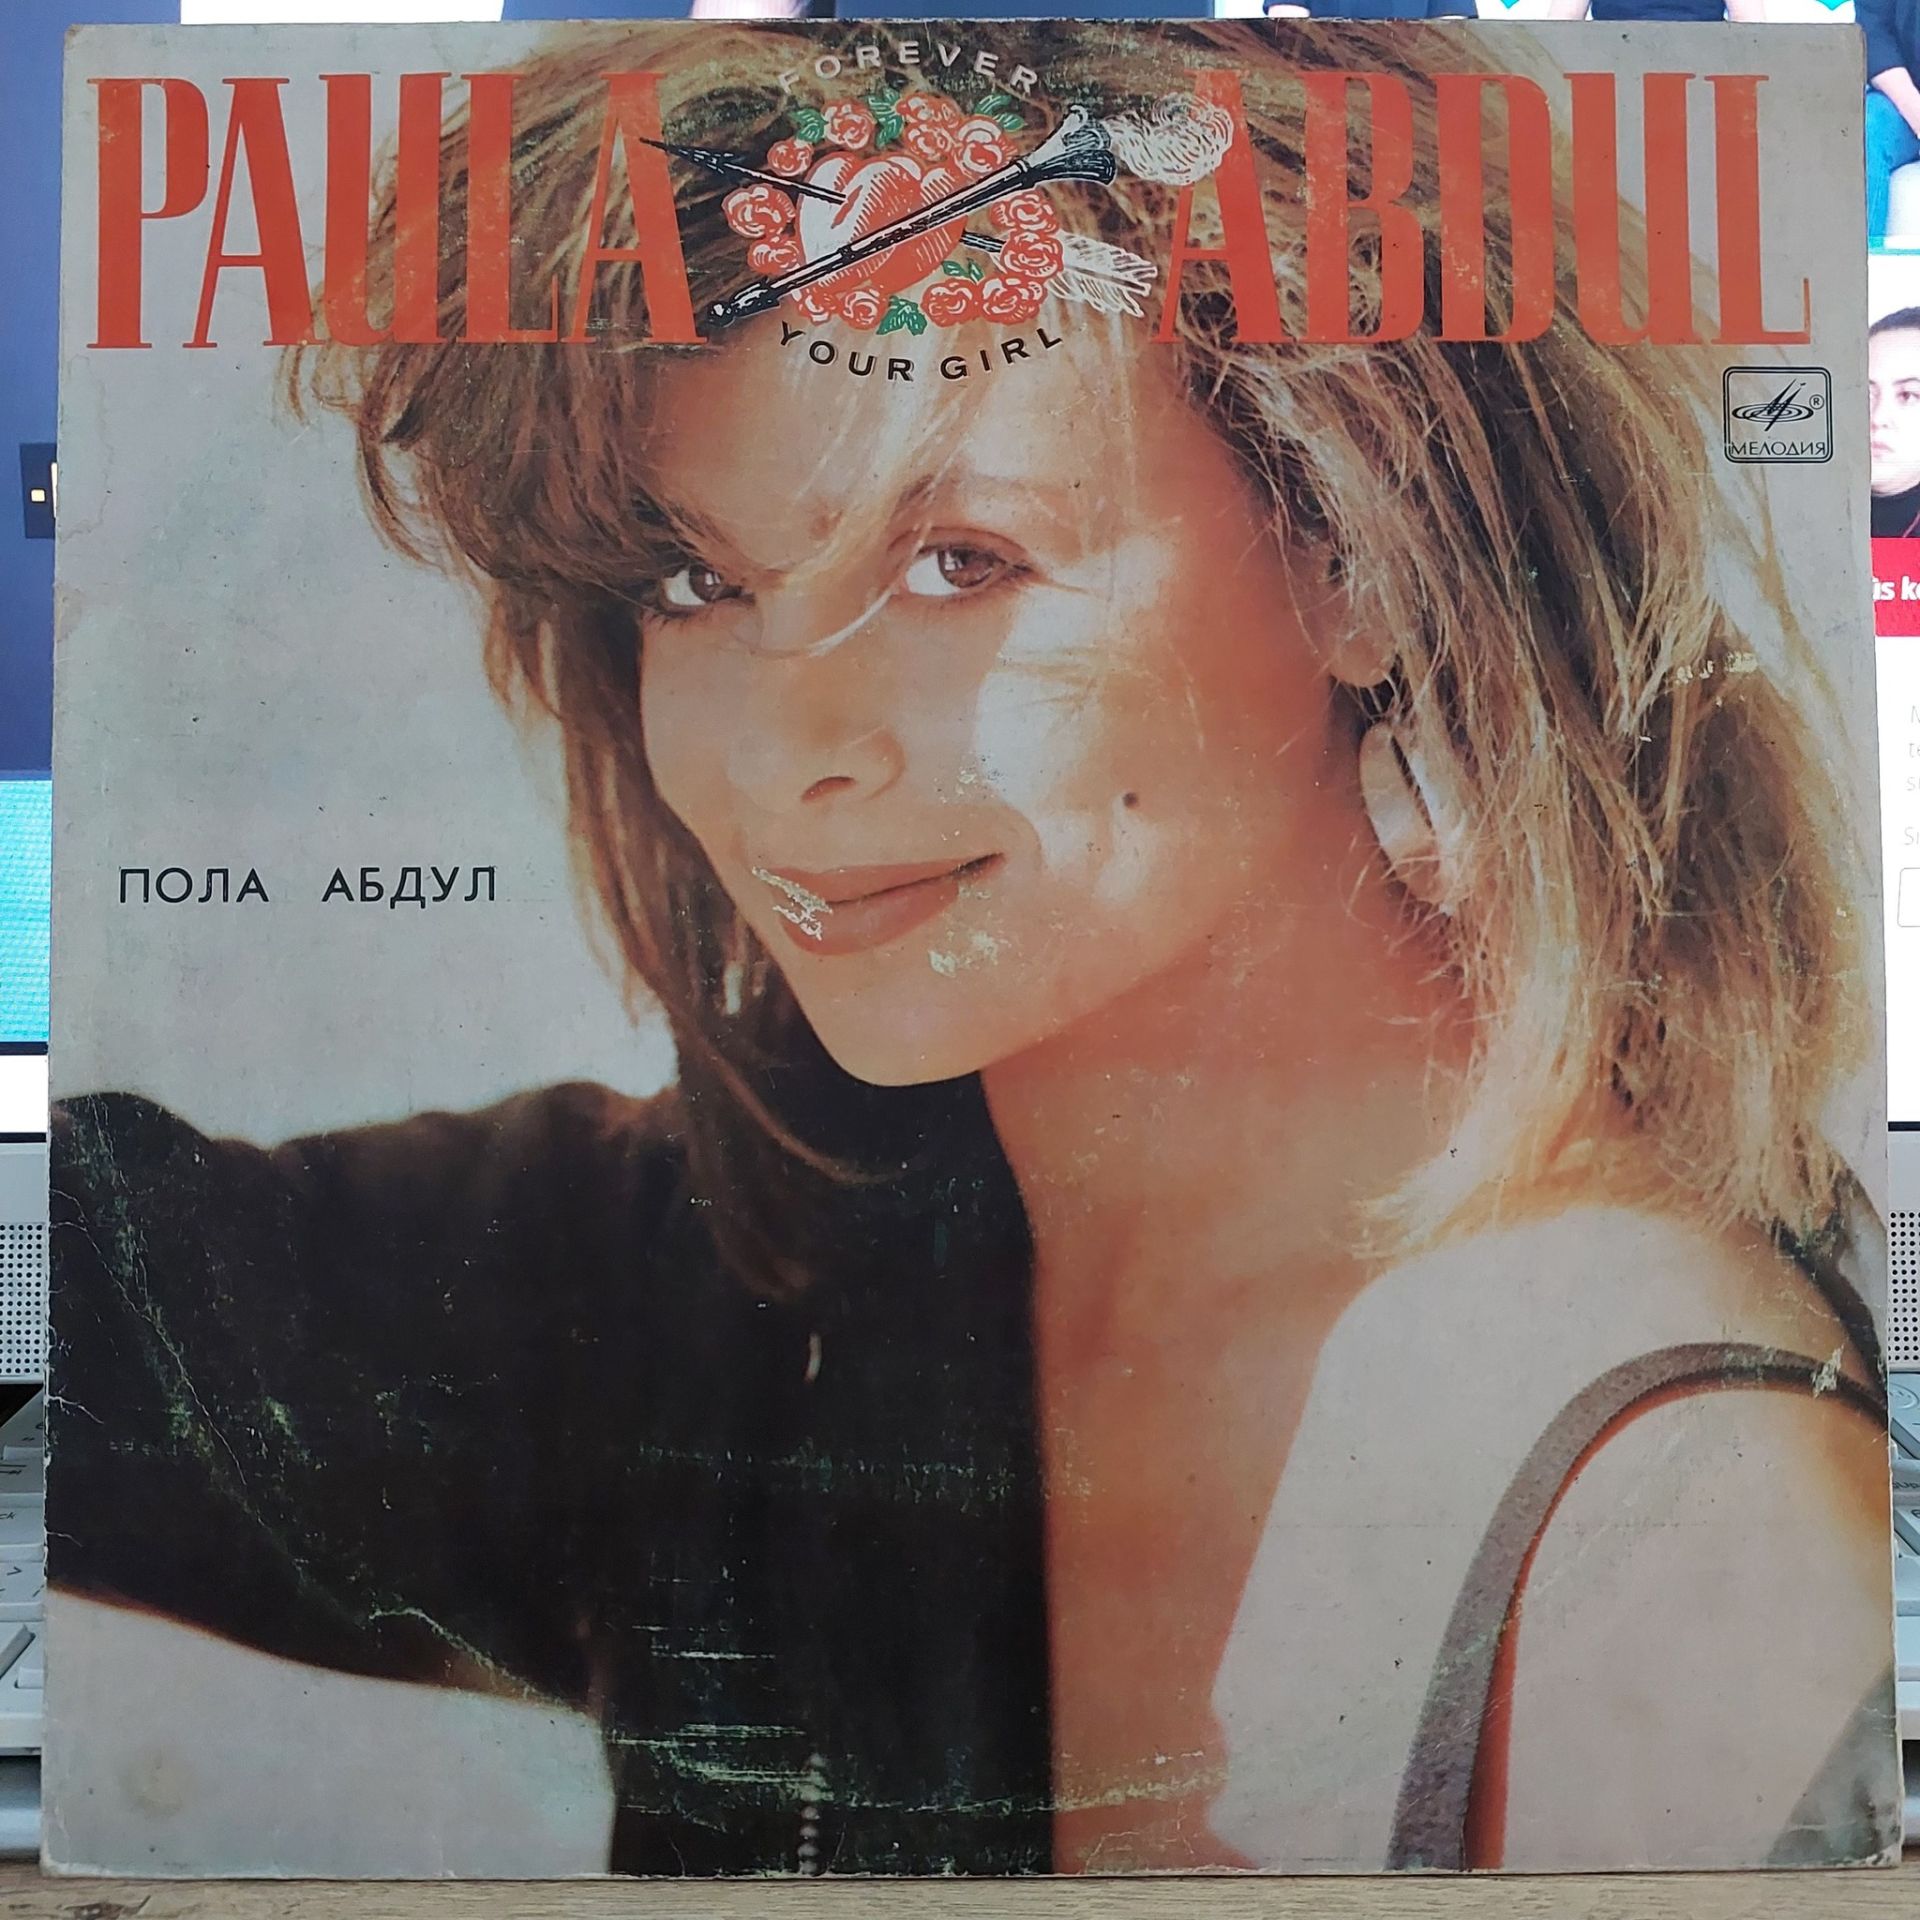 PAULA ABDUL
FOREVER
YOUR GIRL
®
МЕЛОДИЯ
ПОЛА АБДУЛ